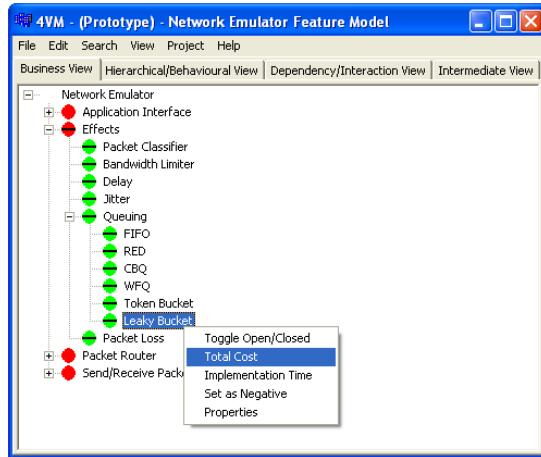 4VM - (Prototype) - Network Emulator Feature Model
File Edit Search View Project Help
Business View Hierarchical/Behavioural View Dependency/Interaction View Intermediate View
Network Emulator
Application Interface
Effects
Packet Classifier
Bandwidth Limiter
Delay
Jitter
Queuing
FIFO
RED
CBQ
WFQ
Token Bucket
Leaky Bucket
Packet Loss
Toggle Open/Closed
Packet Router
Total Cost
Send/Receive Pack
Implementation Time
Set as Negative
Properties